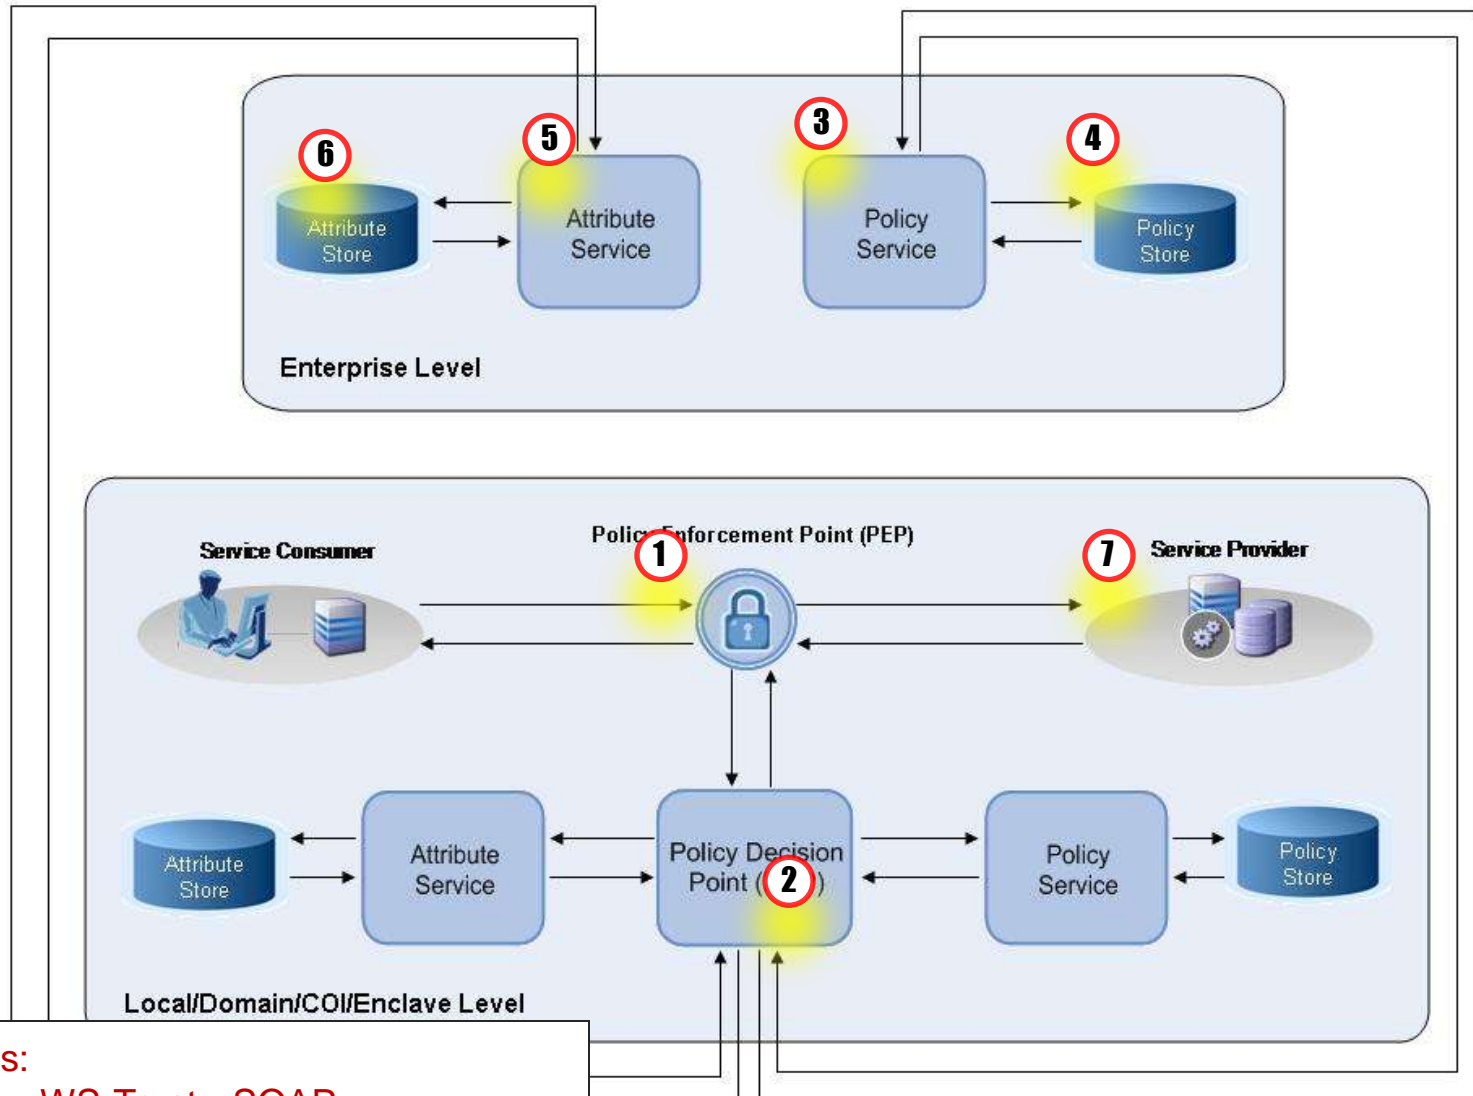 6
5
3
4
Attribute
Store
Attribute
Service
Policy
Service
Policy
Store
Enterprise Level
Service Consumer
Policy Enforcement Point (PEP)
1
7
Service Provider
Attribute
Store
Attribute
Service
Policy Decision
Point (
2
)
Policy
Service
Policy
Store
Local/Domain/COI/Enclave Level
s: